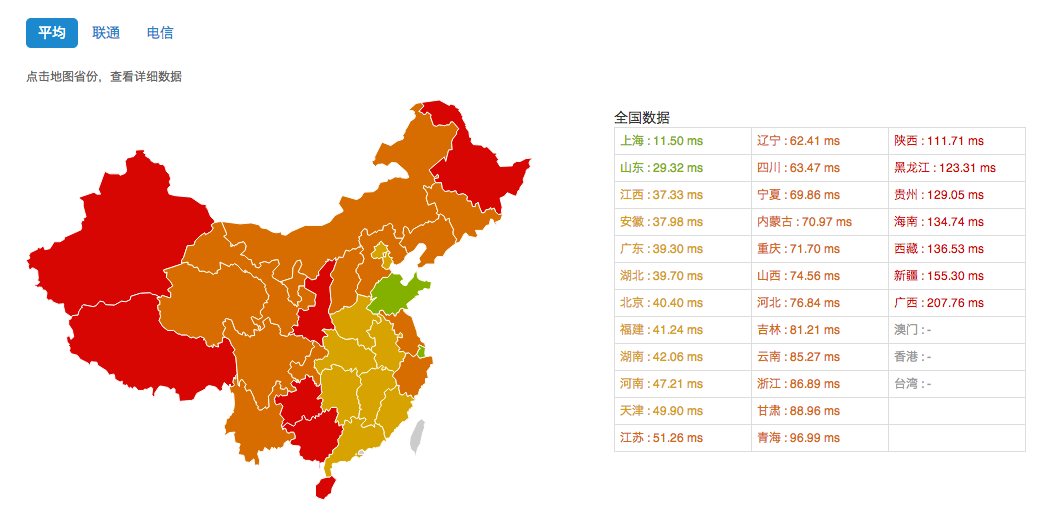 平均 联通 电信
点击地图省份，查看详细数据
全国数据
上海 : 11.50 ms 辽宁 : 62.41 ms 陕西 : 111.71 ms
山东 : 29.32 ms 四川 : 63.47 ms 黑龙江 : 123.31 ms
江西 : 37.33 ms 宁夏 : 69.86 ms 贵州 : 129.05 ms
安徽 : 37.98 ms 内蒙古 : 70.97 ms 海南 : 134.74 ms
广东 : 39.30 ms 重庆 : 71.70 ms 西藏 : 136.53 ms
湖北 : 39.70 ms 山西 : 74.56 ms 新疆 : 155.30 ms
北京 : 40.40 ms 河北 : 76.84 ms 广西 : 207.76 ms
福建 : 41.24 ms 吉林 : 81.21 ms 澳门 : -
湖南 : 42.06 ms 云南 : 85.27 ms 香港 : -
河南 : 47.21 ms 浙江 : 86.89 ms 台湾 : -
天津 : 49.90 ms 甘肃 : 88.96 ms
江苏 : 51.26 ms 青海 : 96.99 ms